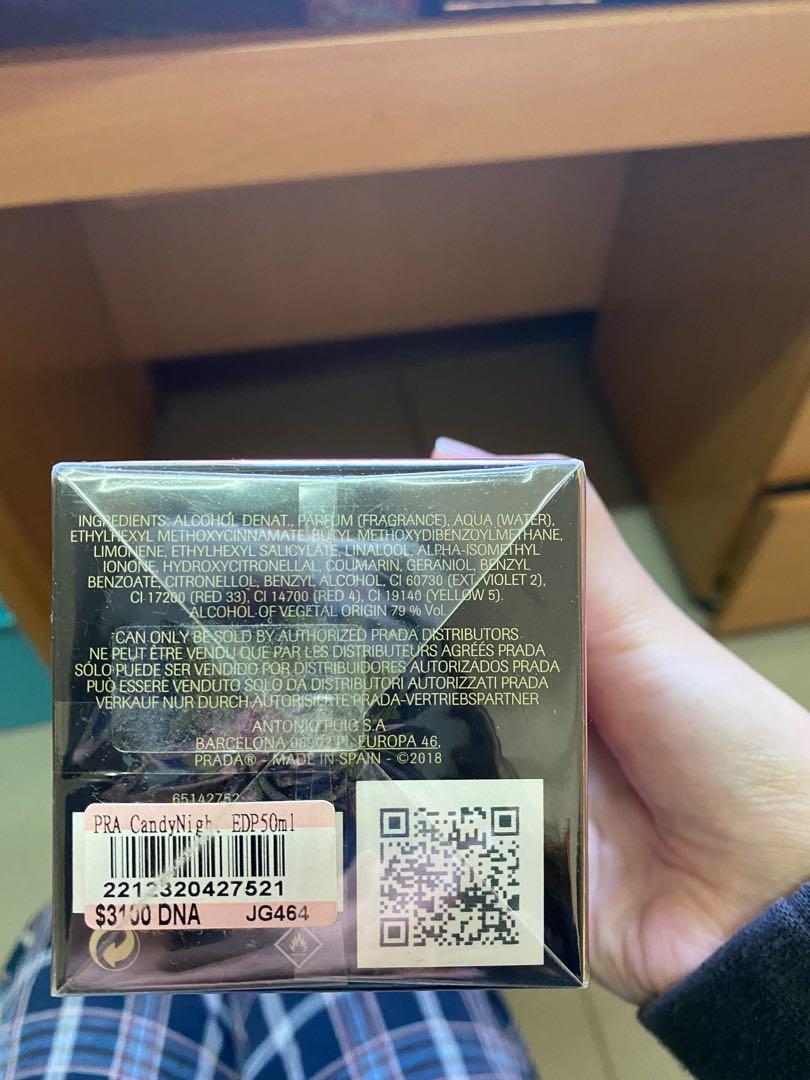 INGREDIENTS: ALCOHOL DENAT., PARFUM (FRAGRANCE), AQUA (WATER),
ETHYLHEXYL METHOXYCINNAMATE, BUTYL METHOXYDIBENZOYLMETHANE,
LIMONENE, ETHYLHEXYL SALICYLATE, LINALOOL, ALPHA-ISOMETHYL
IONONE, HYDROXYCITRONELLAL, COUMARIN, GERANIOL, BENZYL
BENZOATE, CITRONELLOL, BENZYL ALCOHOL, CI 60730 (EXT. VIOLET 2),
CI 17200 (RED 33), CI 14700 (RED 4), CI 19140 (YELLOW 5).
ALCOHOL OF VEGETAL ORIGIN 79 % Vol.
CAN ONLY BE SOLD BY AUTHORIZED PRADA DISTRIBUTORS
NE PEUT ÊTRE VENDU QUE PAR LES DISTRIBUTEURS AGRÉÉS PRADA
SÓLO PUEDE SER VENDIDO POR DISTRIBUIDORES AUTORIZADOS PRADA
PUÒ ESSERE VENDUTO SOLO DA DISTRIBUTORI AUTORIZZATI PRADA
VERKAUF NUR DURCH AUTORISIERTE PRADA-VERTRIEBSPARTNER
ANTONIO PUIG S.A
BARCELONA 08902 PL EUROPA 46,
PRADA® - MADE IN SPAIN - ©2018
65142752
PRA CandyNigh EDP50ml
2212320427521
$3100 DNA JG464